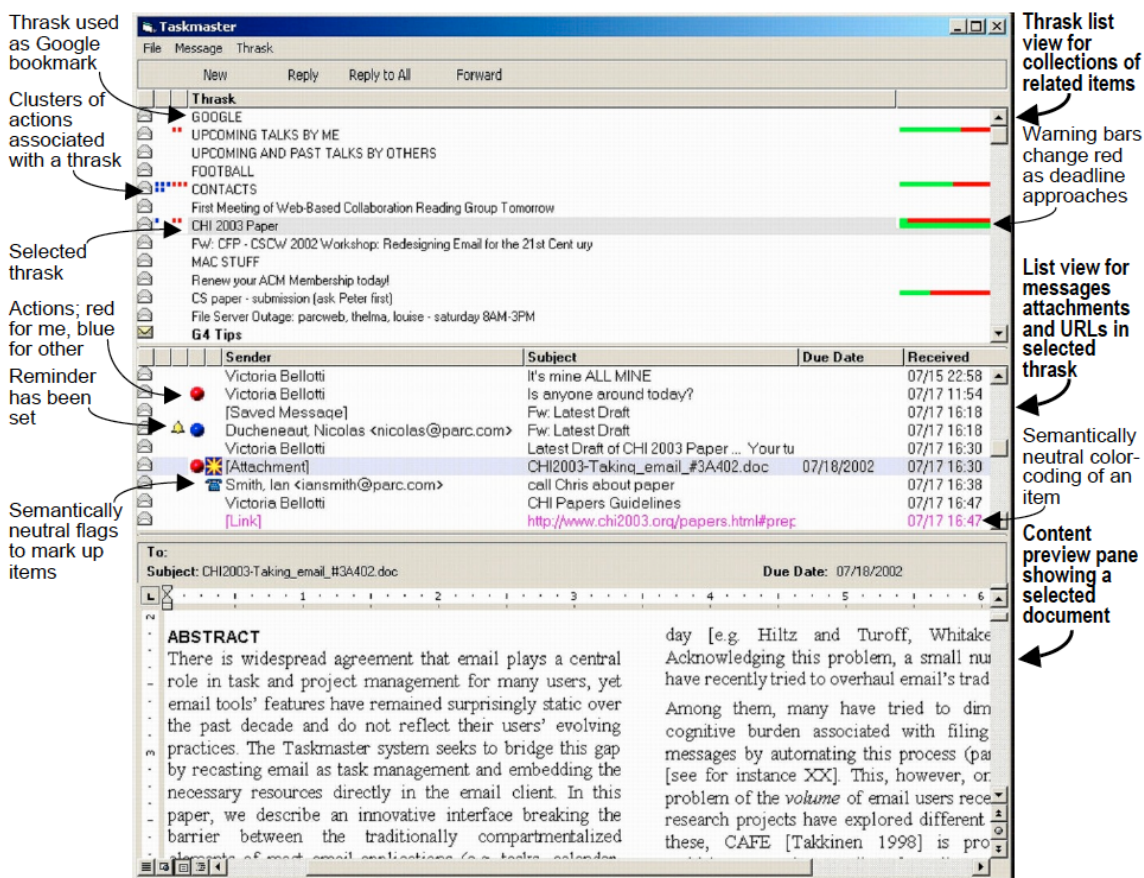 Thrask used
as Google
bookmark
Clusters of
actions
associated
with a thrask
Selected
thrask
Actions; red
for me, blue
for other
Reminder
has been
set
Semantically
neutral flags
to mark up
items
Taskmaster
File Message Thrask
New Reply Reply to All Forward
Thrask
GOOGLE
UPCOMING TALKS BY ME
UPCOMING AND PAST TALKS BY OTHERS
FOOTBALL
CONTACTS
First Meeting of Web-Based Collaboration Reading Group Tomorrow
CHI 2003 Paper
FW: CFP - CSCW 2002 Workshop: Redesigning Email for the 21st Cent ury
MAC STUFF
Renew your ACM Membership today!
CS paper - submission (ask Peter first)
File Server Outage: parcweb, thelma, louise - saturday 8AM-3PM
G4 Tips
Sender Subject Due Date Received
Victoria Bellotti It's mine ALL MINE 07/15 22:58
Victoria Bellotti Is anyone around today? 07/17 11:54
[Saved Message] Fw: Latest Draft 07/17 16:18
Ducheneaut, Nicolas <nicolas@parc.com> Fw: Latest Draft 07/17 16:18
Victoria Bellotti Latest Draft of CHI 2003 Paper ... Your tu 07/17 16:30
[Attachment] CHI2003-Taking_email_#3A402.doc 07/18/2002 07/17 16:30
Smith, Ian <iansmith@parc.com> call Chris about paper 07/17 16:38
Victoria Bellotti CHI Papers Guidelines 07/17 16:47
[Link] http://www.chi2003.org/papers.html#prep 07/17 16:47
To:
Subject: CHI2003-Taking_email_#3A402.doc Due Date: 07/18/2002
1 2 3 4 5 6
2
3
ABSTRACT
There is widespread agreement that email plays a central
role in task and project management for many users, yet
email tools' features have remained surprisingly static over
the past decade and do not reflect their users' evolving
practices. The Taskmaster system seeks to bridge this gap
by recasting email as task management and embedding the
necessary resources directly in the email client. In this
paper, we describe an innovative interface breaking the
barrier between the traditionally compartmentalized
elements of most email applications (e.g. tasks, calendar,
day [e.g. Hiltz and Turoff, Whitake
Acknowledging this problem, a small nu
have recently tried to overhaul email's trad
Among them, many have tried to dim
cognitive burden associated with filing
messages by automating this process (pa
[see for instance XX]. This, however, on
problem of the volume of email users rece
research projects have explored different
these, CAFE [Takkinen 1998] is pro
Thrask list
view for
collections of
related items
Warning bars
change red
as deadline
approaches
List view for
messages
attachments
and URLs in
selected
thrask
Semantically
neutral color-
coding of an
item
Content
preview pane
showing a
selected
document